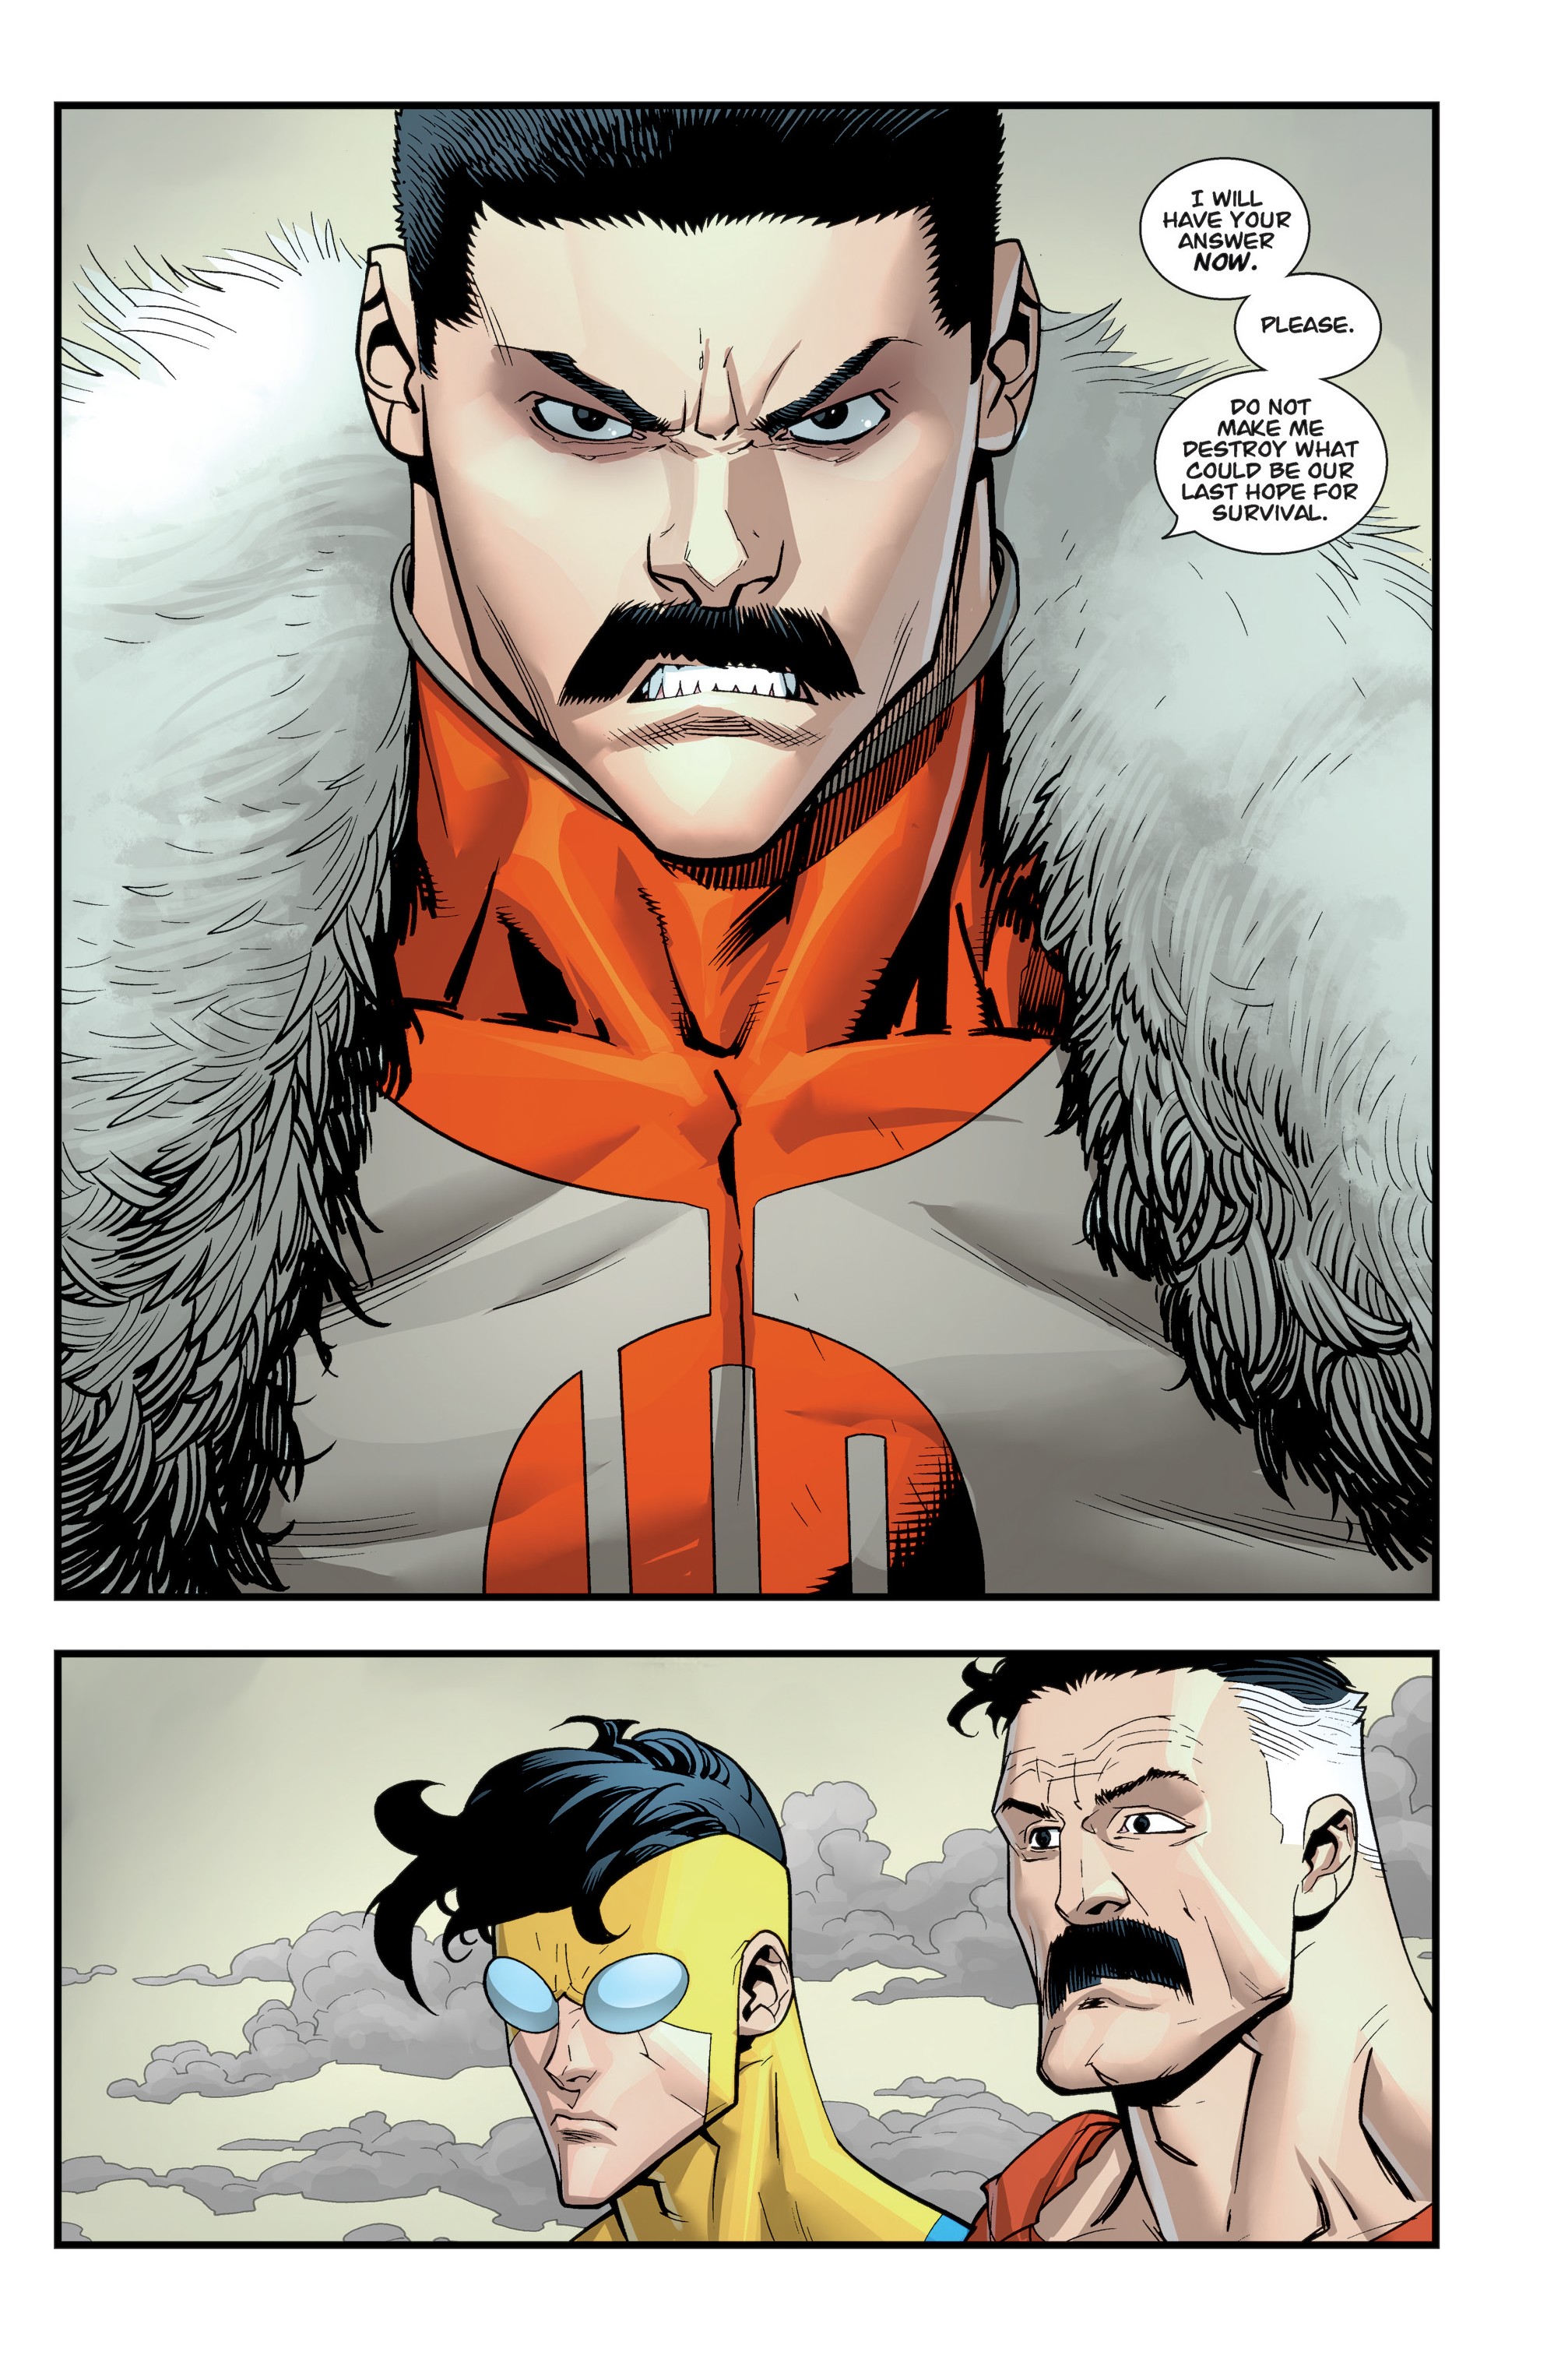 I WILL
HAVE YOUR
ANSWER
NOW.
PLEASE.
DO NOT
MAKE ME
DESTROY WHAT
COULD BE OUR
LAST HOPE FOR
SURVIVAL.